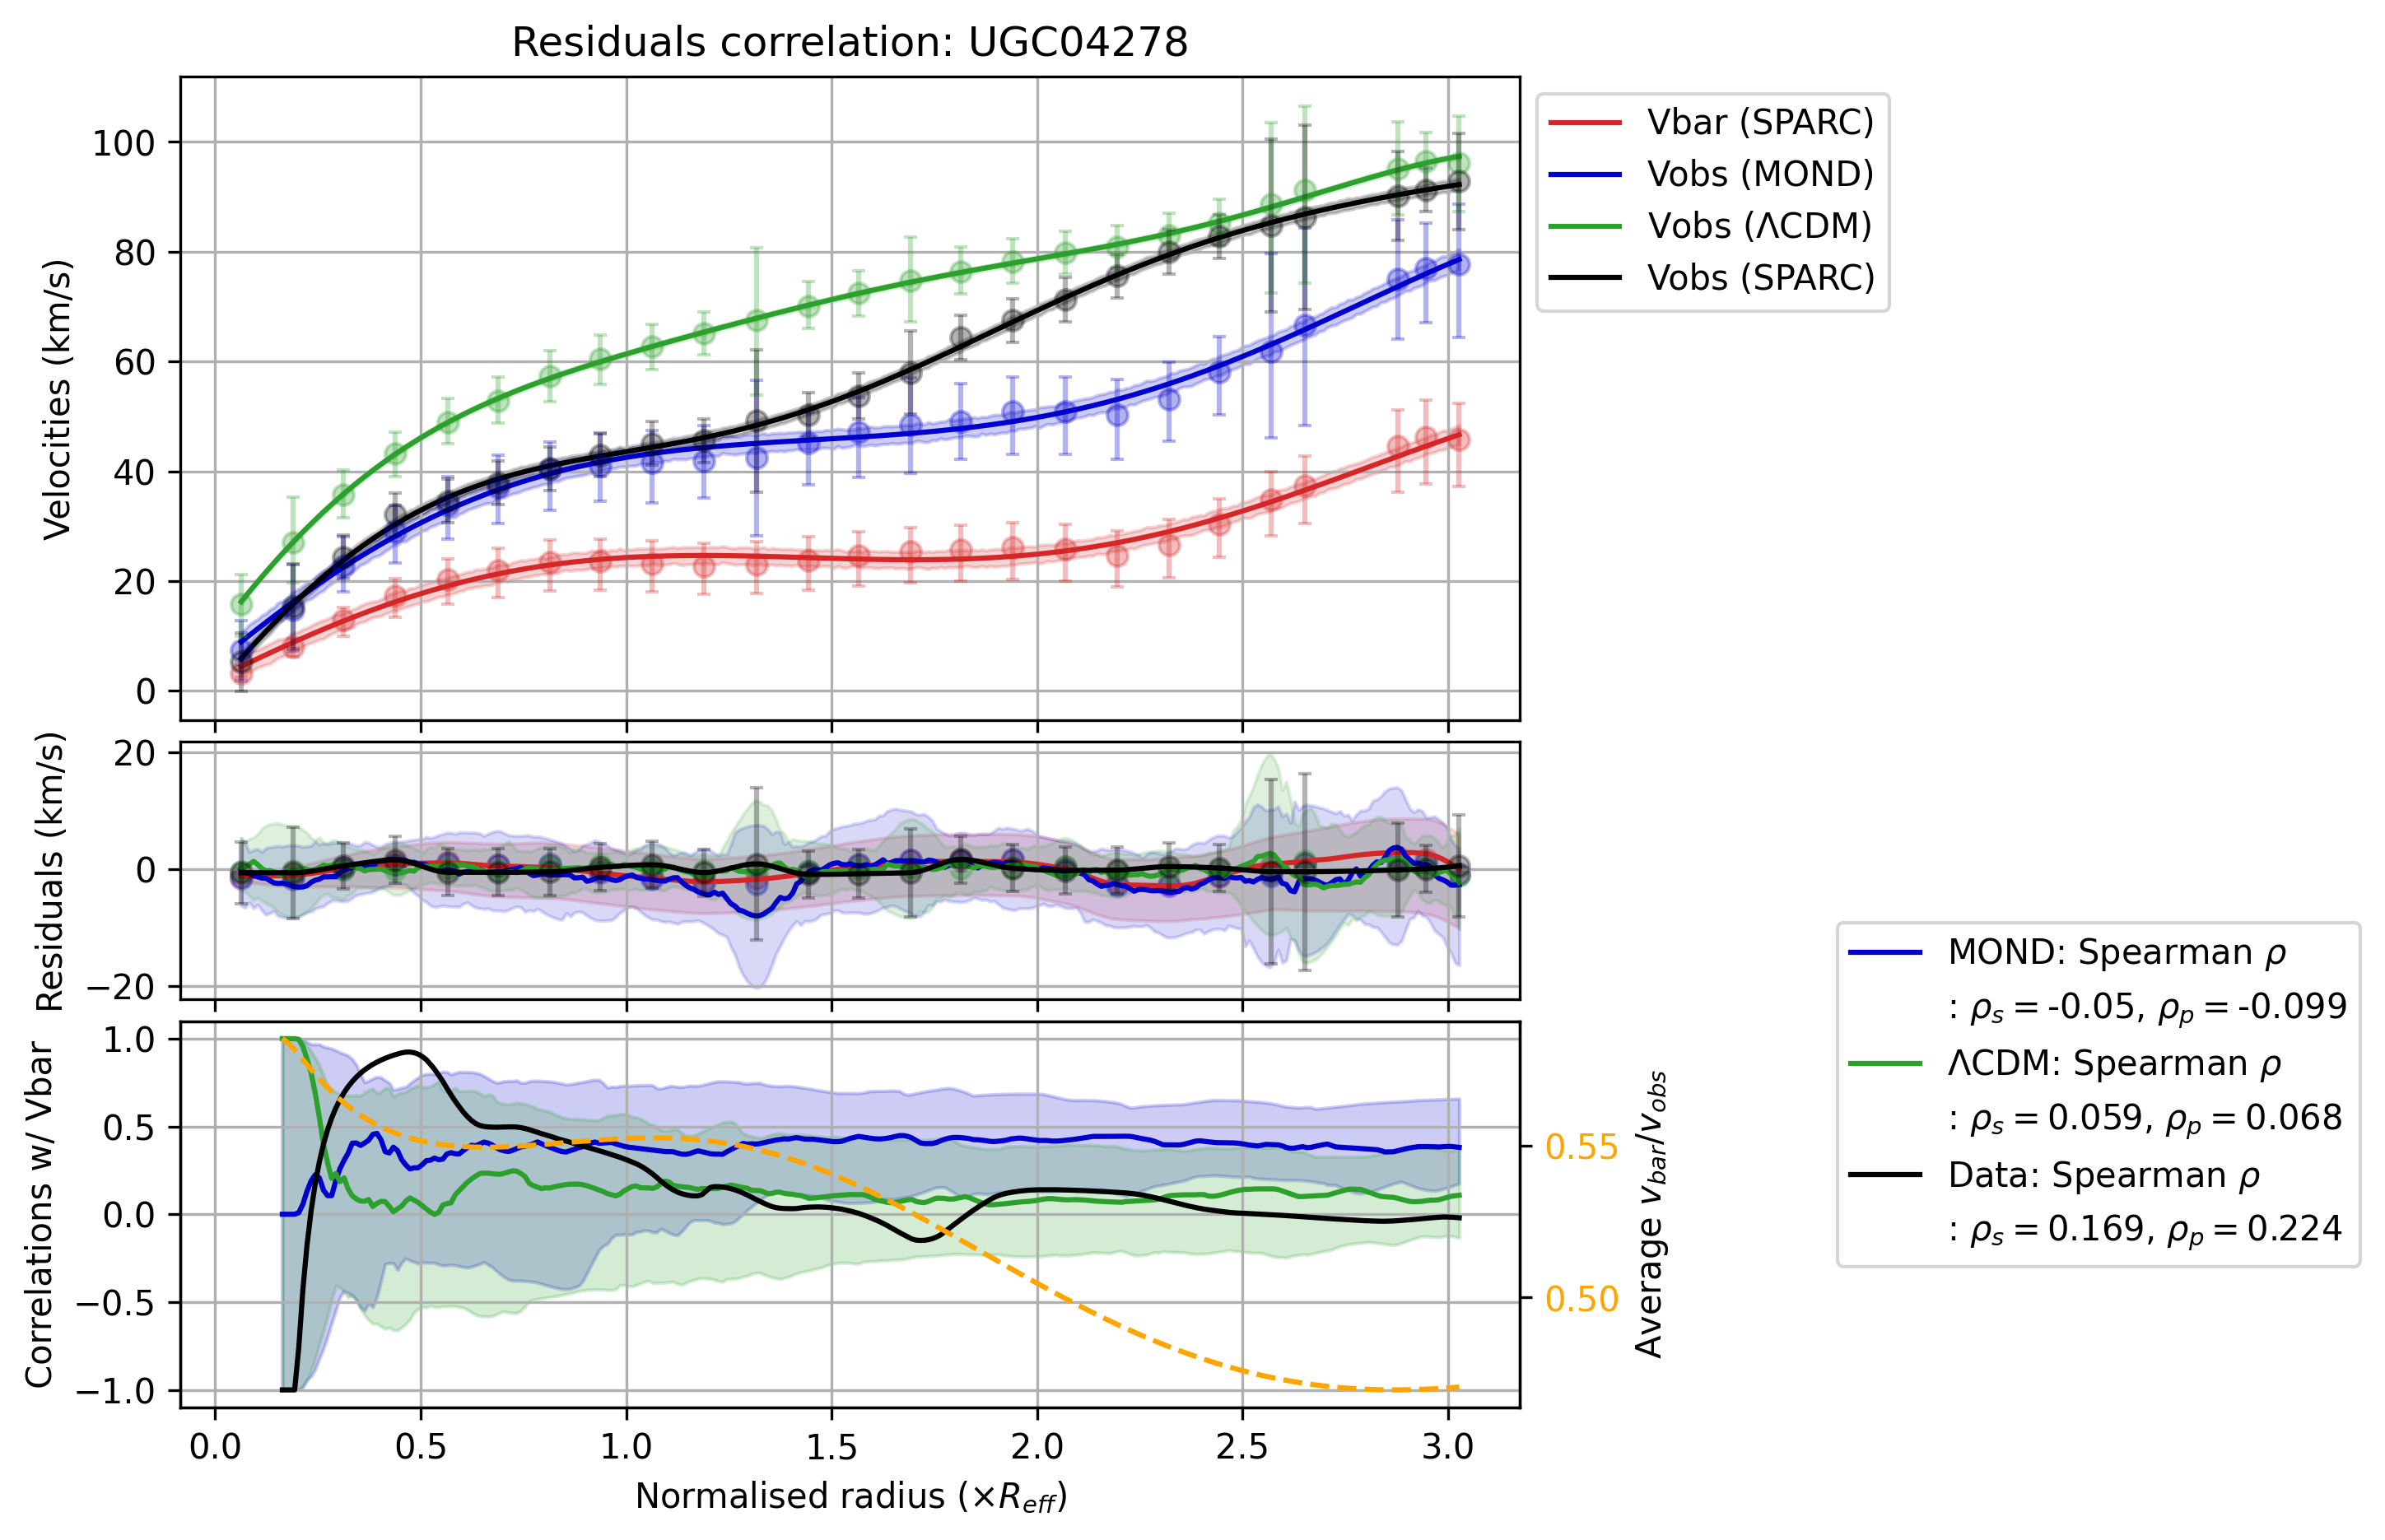 Residuals correlation: UGC04278
Velocities (km/s)
100
80
60
40
20
0
Vbar (SPARC)
Vobs (MOND)
Vobs (ΛCDM)
Vobs (SPARC)
Residuals (km/s)
20
0
−20
Correlations w/ Vbar
1.0
0.5
0.0
−0.5
−1.0
0.55
0.50
Average v_bar/v_obs
MOND: Spearman ρ
: ρ_s = -0.05, ρ_p = -0.099
ΛCDM: Spearman ρ
: ρ_s = 0.059, ρ_p = 0.068
Data: Spearman ρ
: ρ_s = 0.169, ρ_p = 0.224
0.0 0.5 1.0 1.5 2.0 2.5 3.0
Normalised radius (×R_eff)